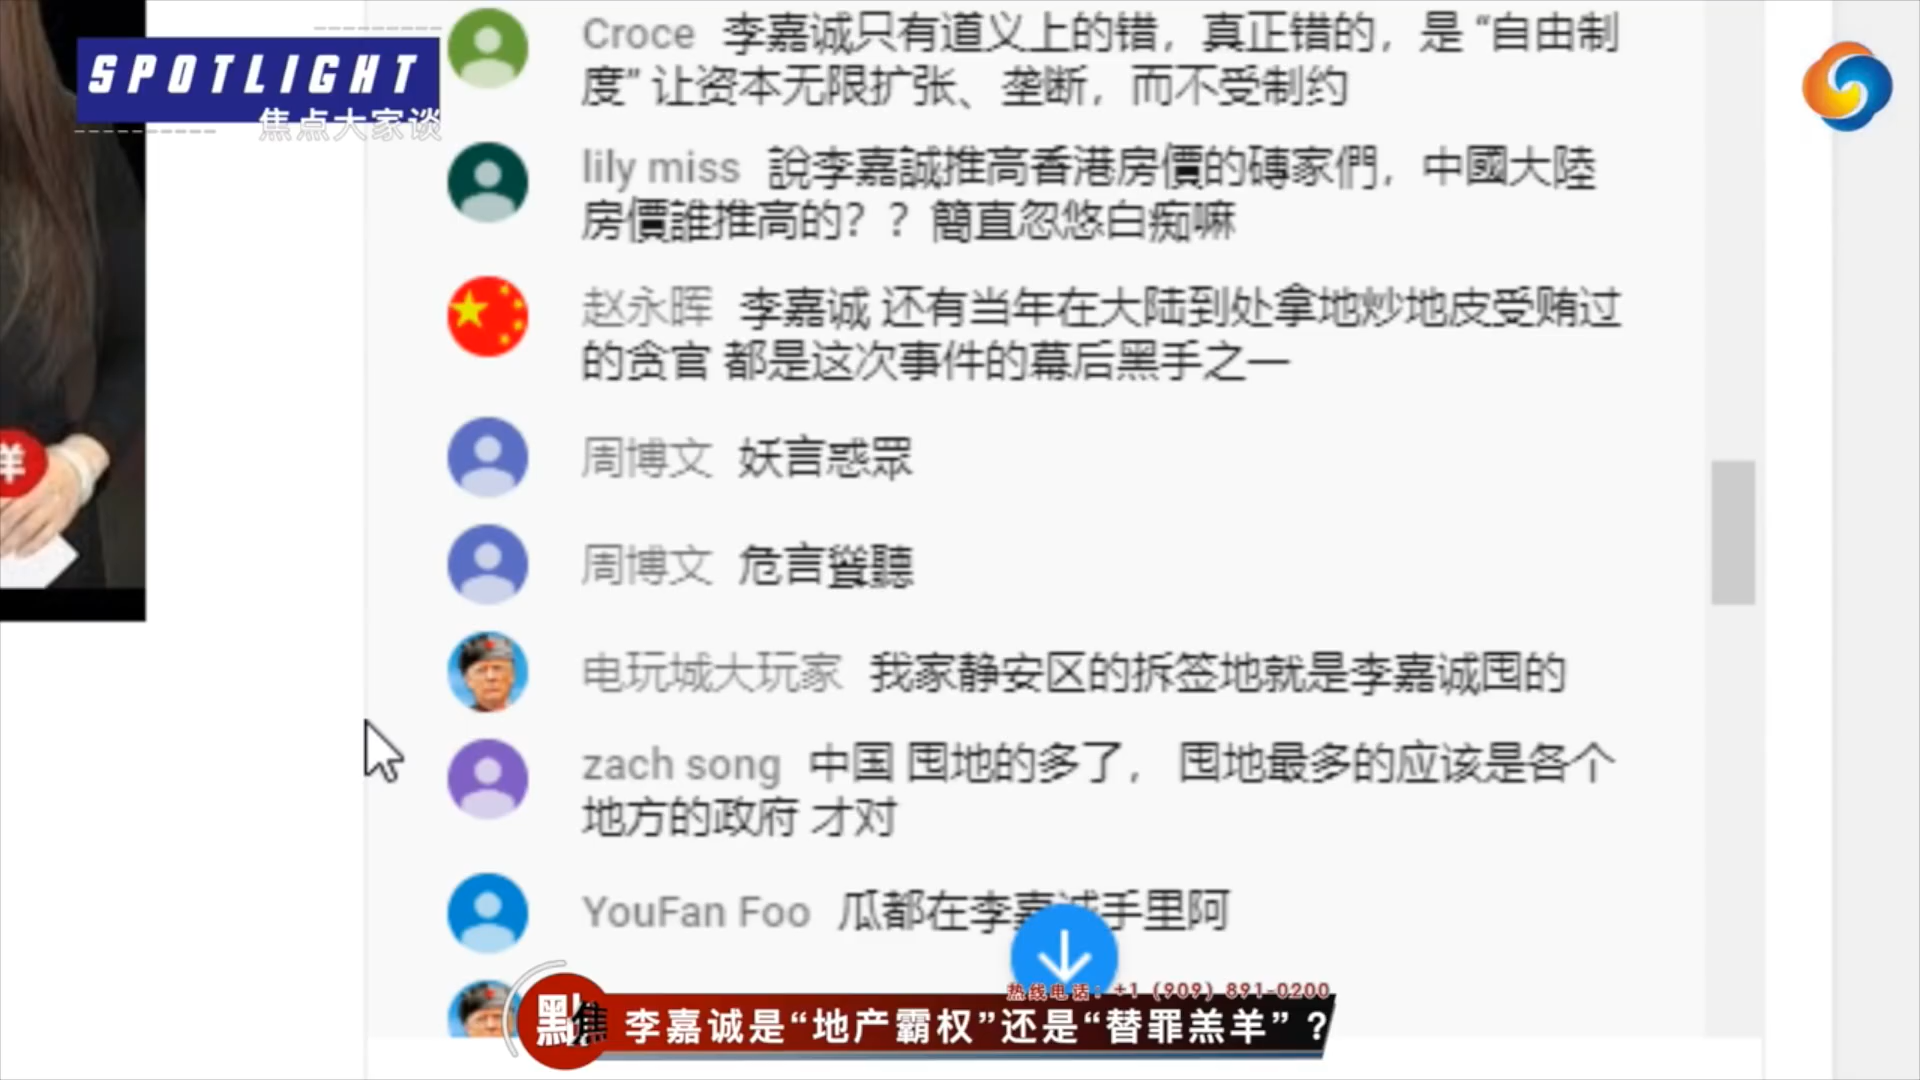 SPOTLIGHT
焦点大家谈
Croce 李嘉诚只有道义上的错，真正错的，是 “自由制
度” 让资本无限扩张、垄断，而不受制约
lily miss 說李嘉誠推高香港房價的磚家們，中國大陸
房價誰推高的？？簡直忽悠白痴嘛
赵永晖 李嘉诚 还有当年在大陆到处拿地炒地皮受贿过
的贪官 都是这次事件的幕后黑手之一
周博文 妖言惑眾
周博文 危言聳聽
羊
电玩城大玩家 我家静安区的拆签地就是李嘉诚囤的
zach song 中国 囤地的多了， 囤地最多的应该是各个
地方的政府 才对
YouFan Foo 瓜都在李嘉诚手里阿
热线电话：+1 (909) 891-0200
點焦 李嘉诚是“地产霸权”还是“替罪羔羊”？